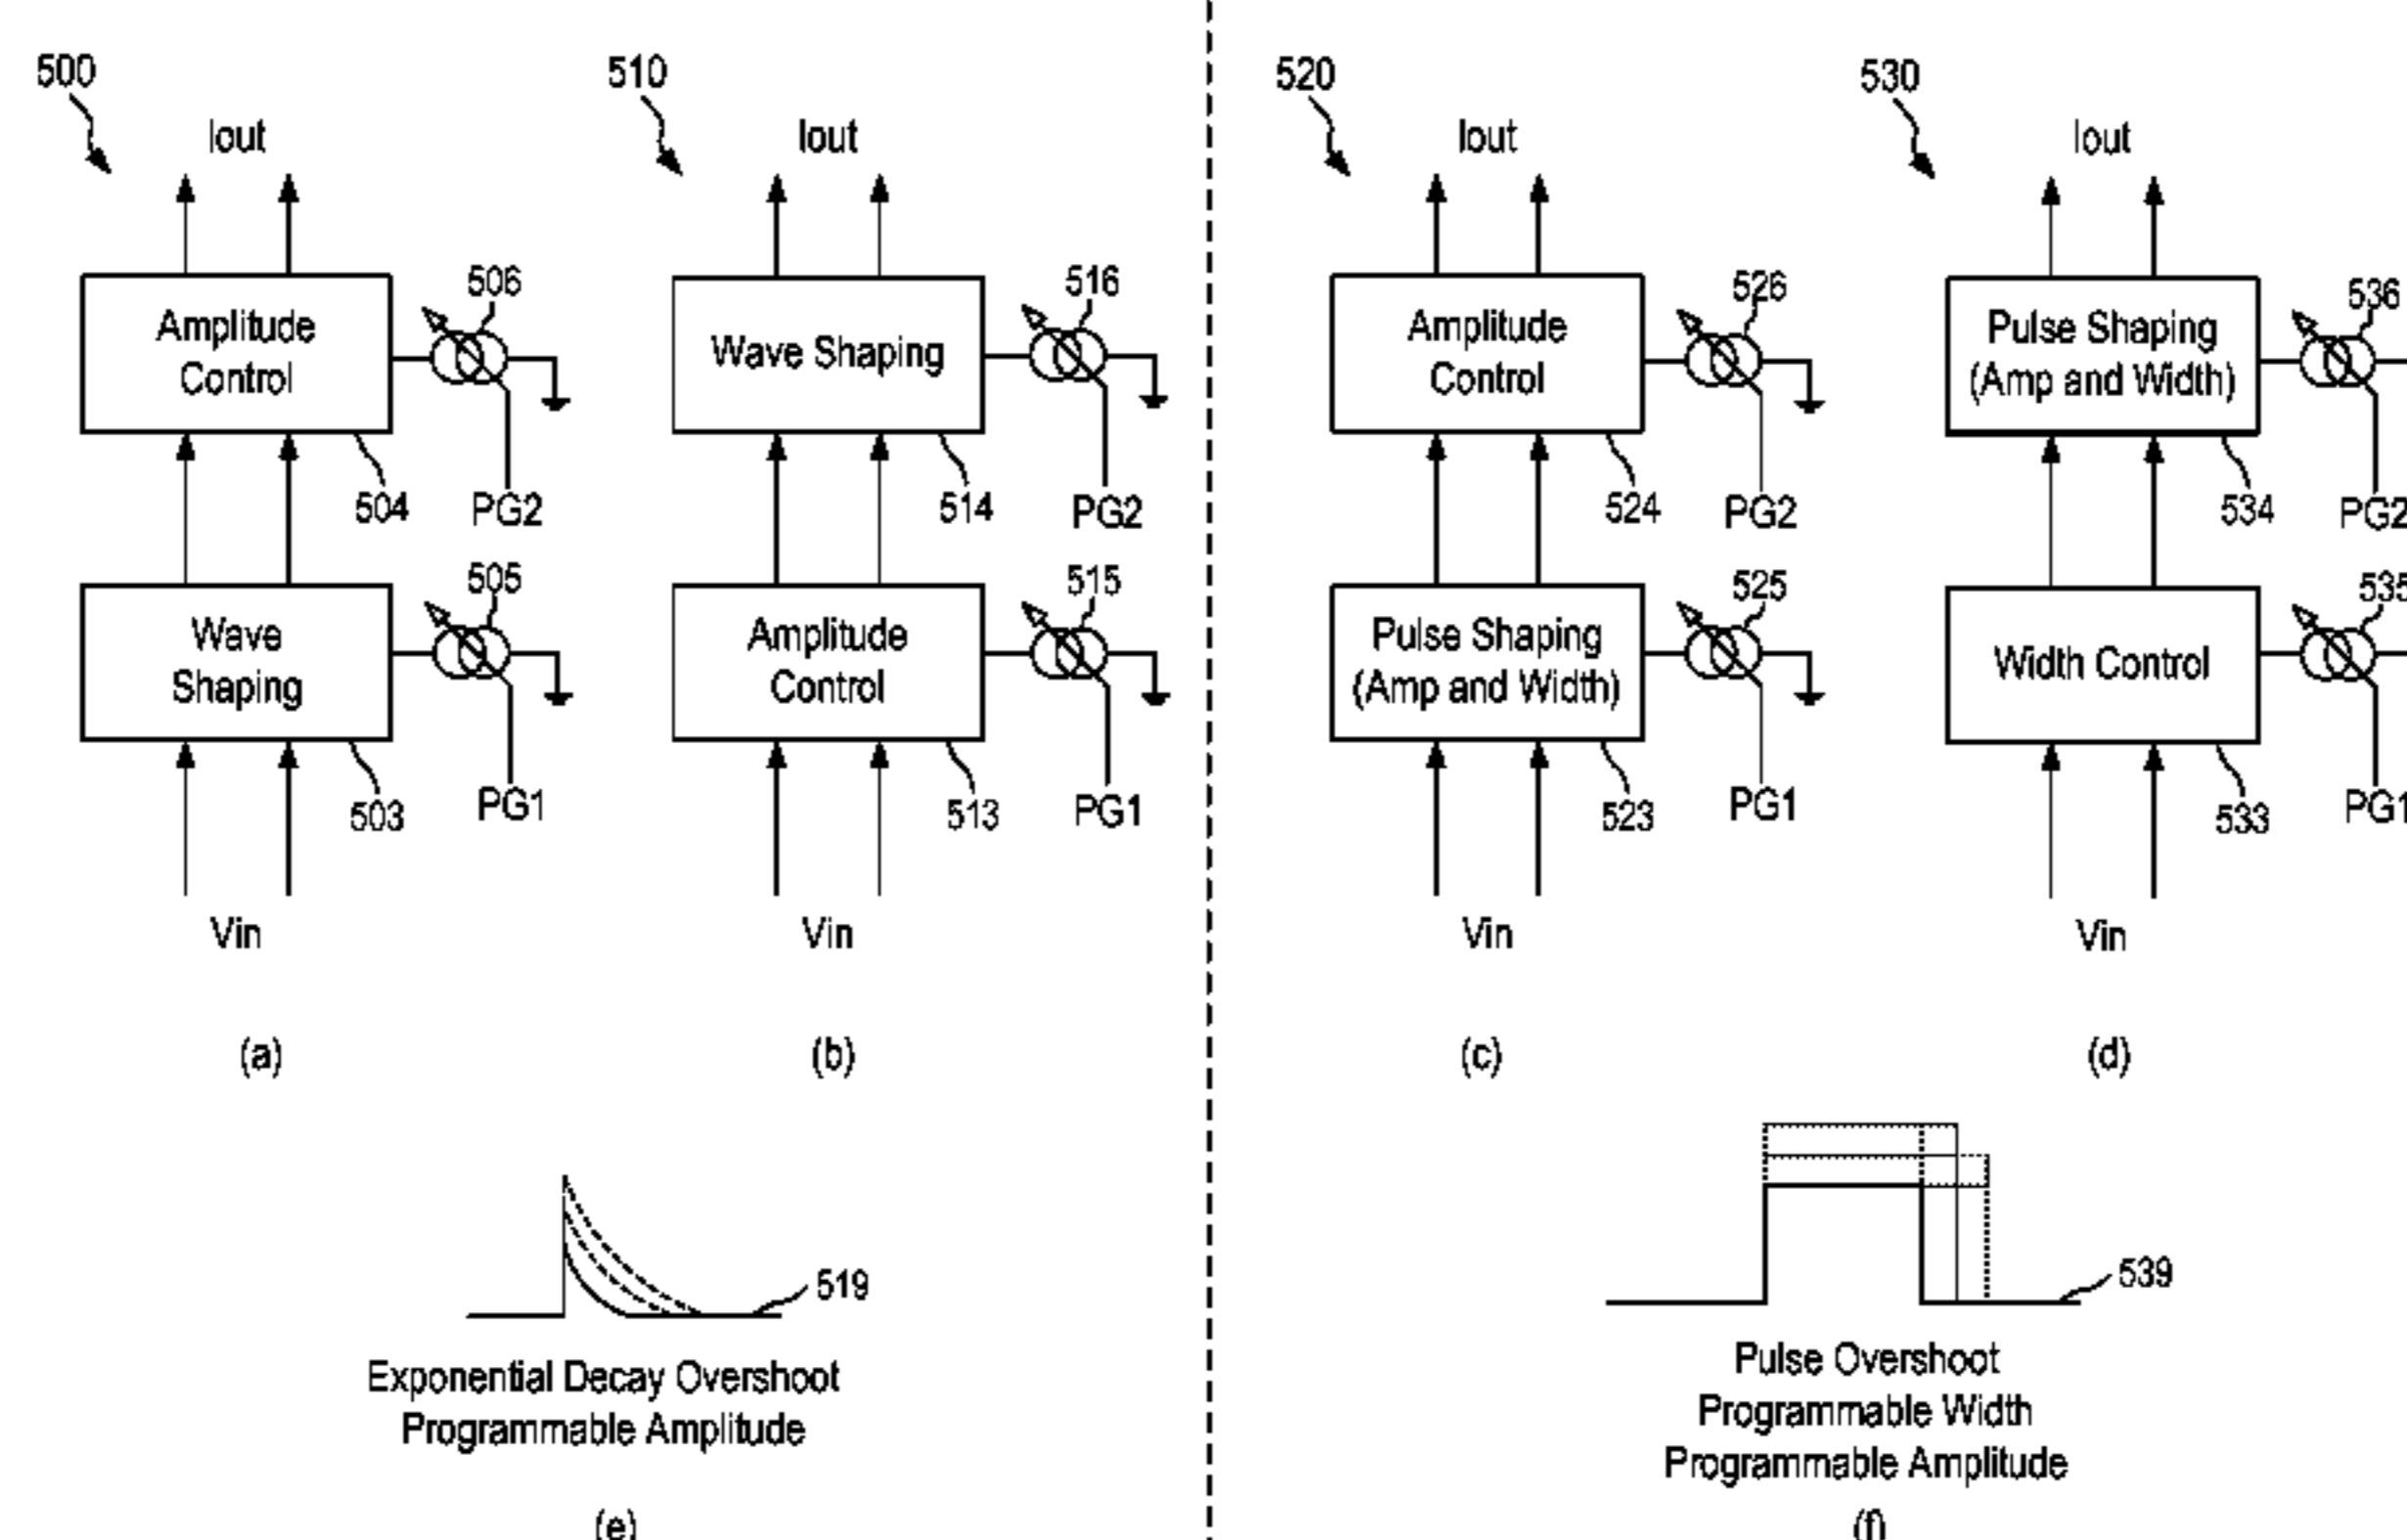 500
Iout
506
Amplitude
Control
504
PG2
505
Wave
Shaping
503
PG1
Vin
(a)
510
Iout
516
Wave Shaping
514
PG2
515
Amplitude
Control
513
PG1
Vin
(b)
519
Exponential Decay Overshoot
Programmable Amplitude
(e)
520
Iout
526
Amplitude
Control
524
PG2
525
Pulse Shaping
(Amp and Width)
523
PG1
Vin
(c)
530
Iout
536
Pulse Shaping
(Amp and Width)
534
PG2
535
Width Control
533
PG1
Vin
(d)
539
Pulse Overshoot
Programmable Width
Programmable Amplitude
(f)